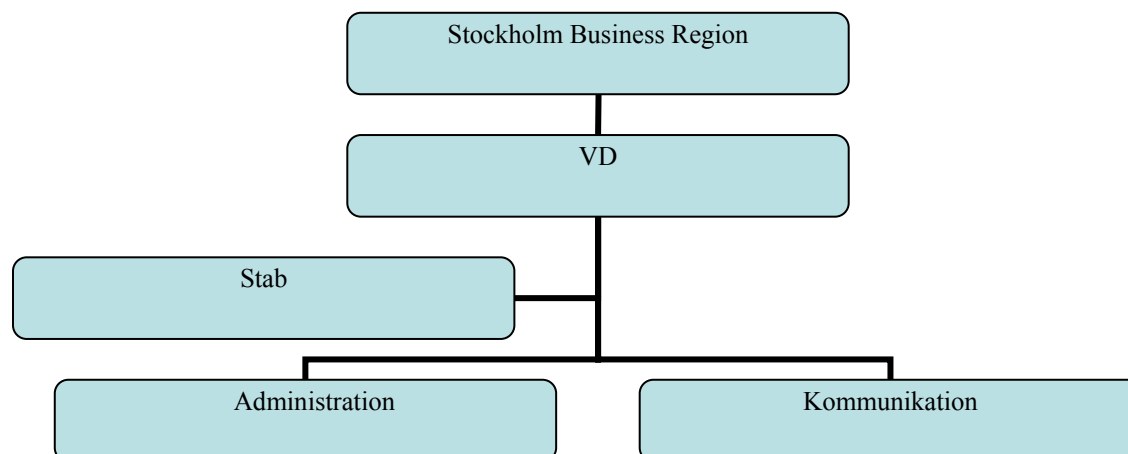 Stockholm Business Region
VD
Stab
Administration
Kommunikation